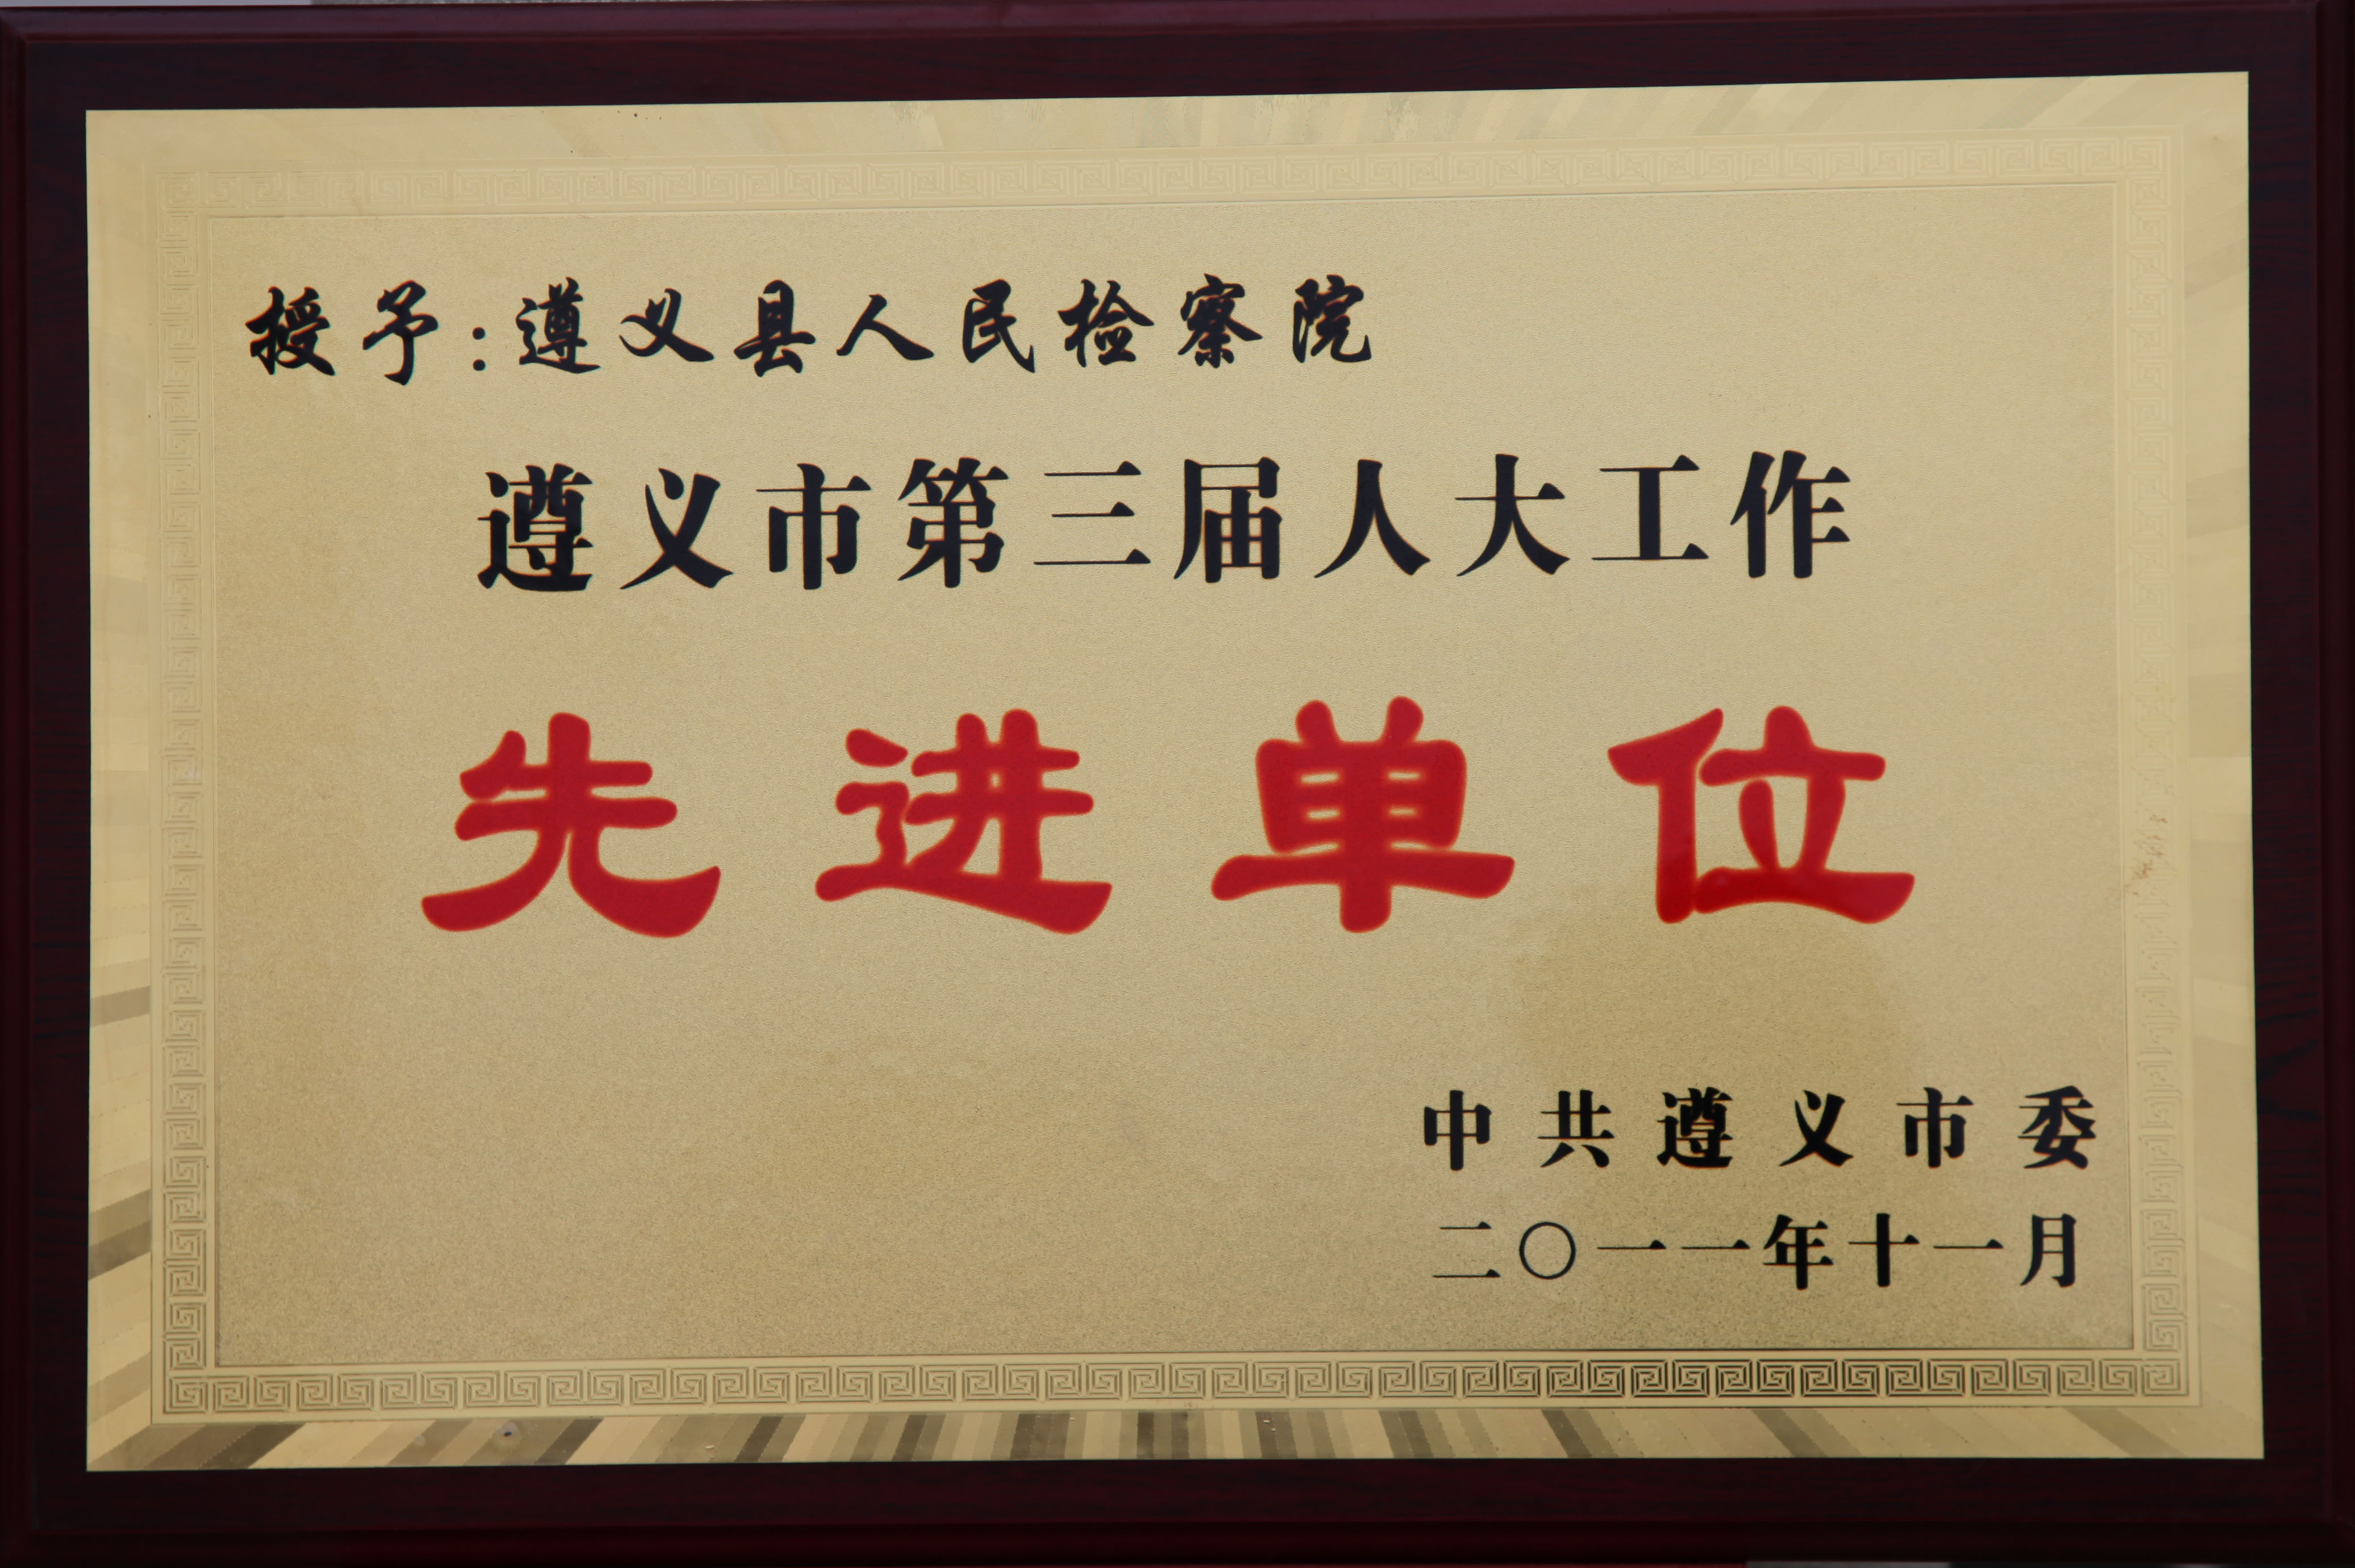 授予:遵义县人民检察院
遵义市第三届人大工作
先进单位
中共遵义市委
二〇一一年十一月